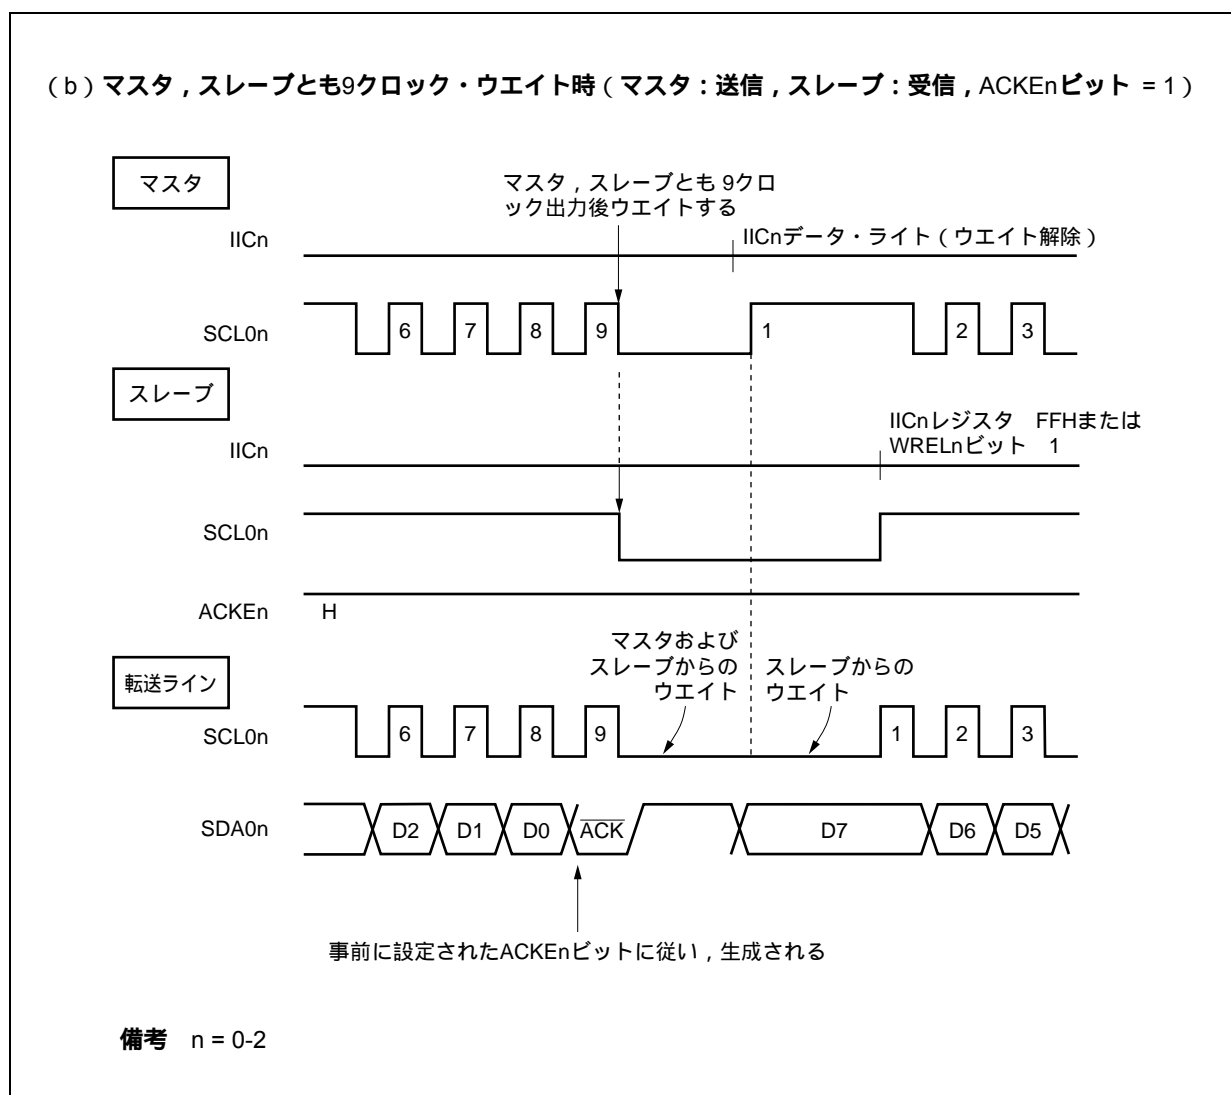 （b）マスタ，スレーブとも9クロック・ウエイト時（マスタ：送信，スレーブ：受信，ACKEnビット = 1）
マスタ
マスタ，スレーブとも 9クロ
ック出力後ウエイトする
IICn
IICnデータ・ライト（ウエイト解除）
SCL0n
6
7
8
9
1
2
3
スレーブ
IICnレジスタ　FFHまたは
WRELnビット　1
IICn
SCL0n
ACKEn
H
マスタおよび
スレーブからの
ウエイト
スレーブからの
ウエイト
転送ライン
SCL0n
6
7
8
9
1
2
3
SDA0n
D2
D1
D0
ACK
D7
D6
D5
事前に設定されたACKEnビットに従い，生成される
備考　n = 0-2